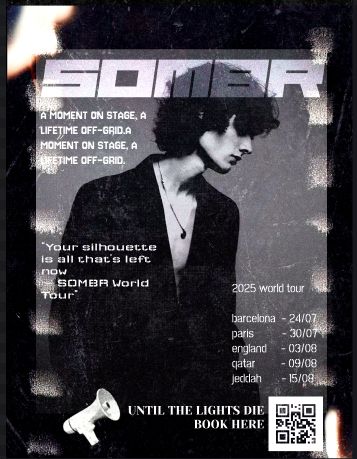 SOMBR
A MOMENT ON STAGE, A
LIFETIME OFF-GRID.A
MOMENT ON STAGE, A
LIFETIME OFF-GRID.
"Your silhouette
is all that's left
now
— SOMBR World
Tour"
2025 world tour
barcelona - 24/07
paris - 30/07
england - 03/08
qatar - 09/08
jeddah - 15/08
UNTIL THE LIGHTS DIE
BOOK HERE